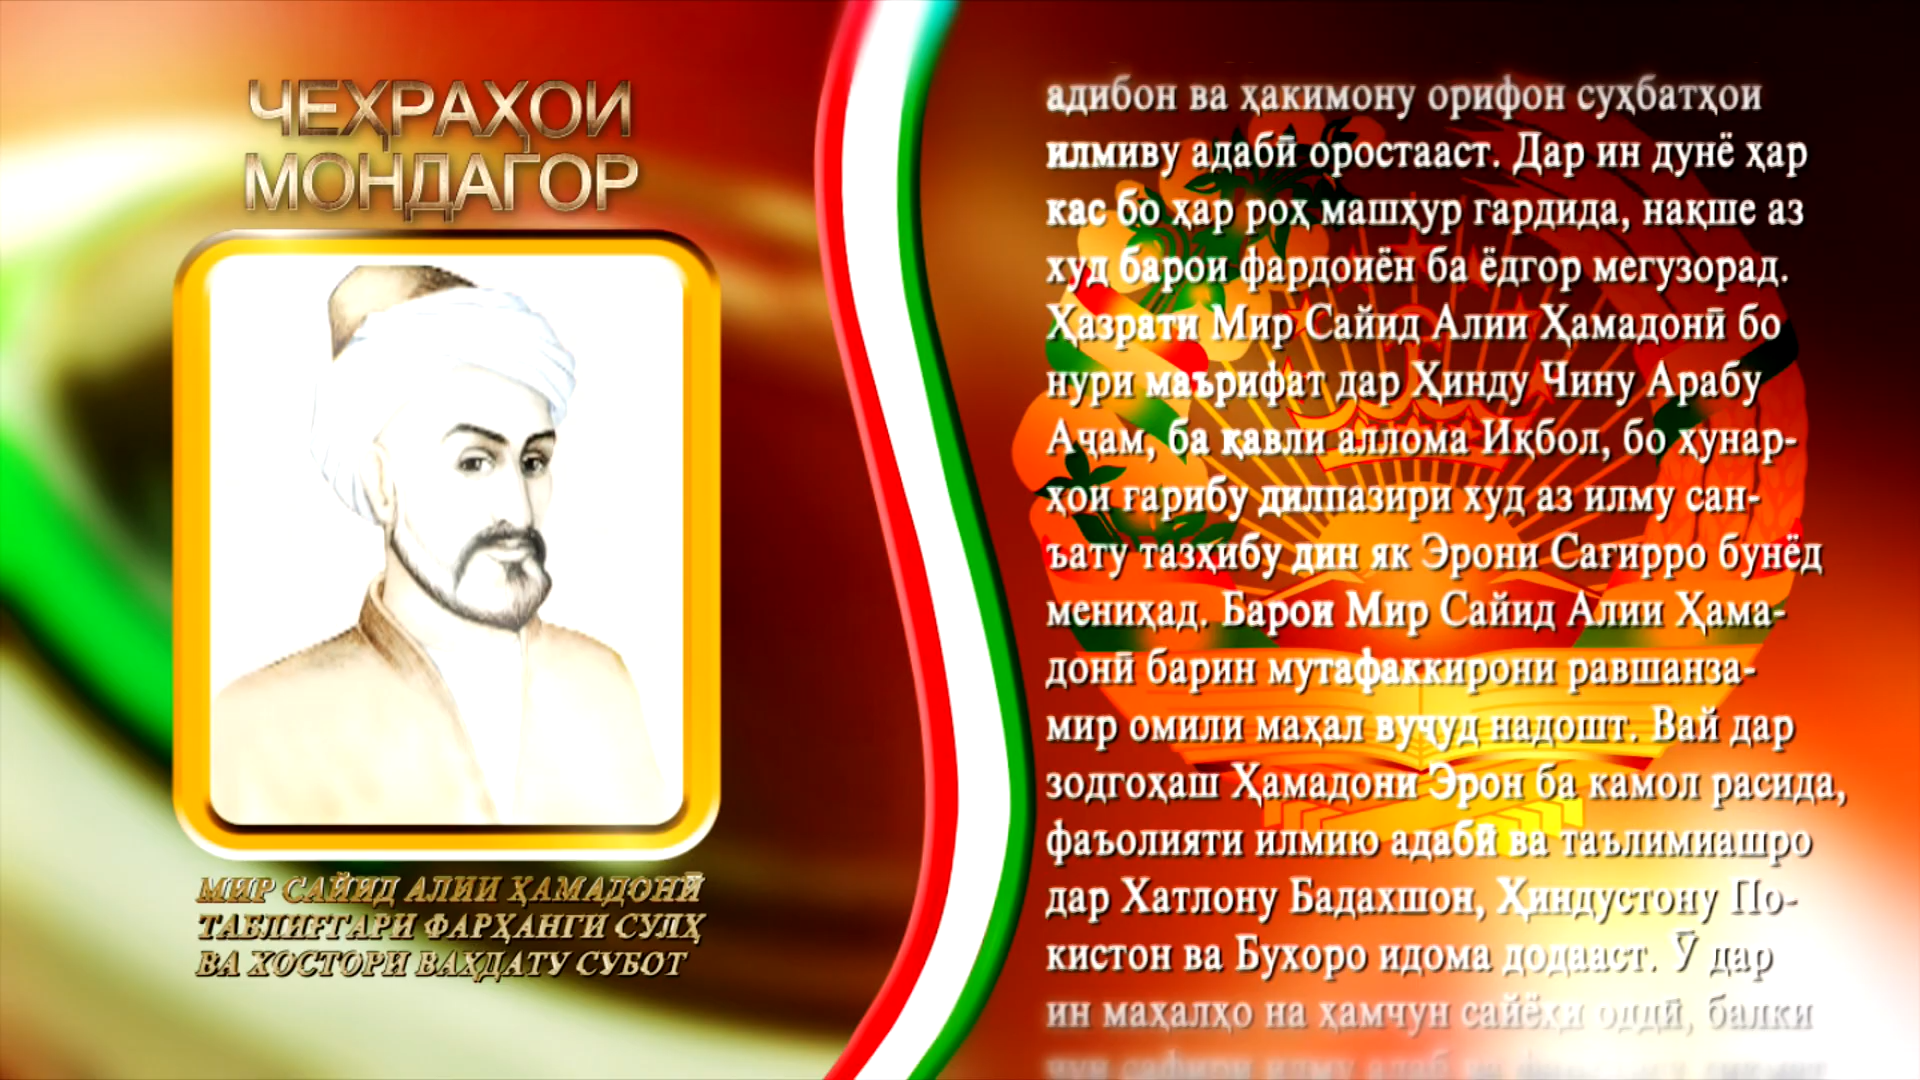 ЧЕҲРАҲОИ
МОНДАГОР
МИР САЙИД АЛИИ ҲАМАДОНӢ
ТАБЛИҒГАРИ ФАРҲАНГИ СУЛҲ
ВА ХОСТОРИ ВАҲДАТУ СУБОТ
адибон ва ҳакимону орифон суҳбатҳои
илмиву адабӣ оростааст. Дар ин дунё ҳар
кас бо ҳар роҳ машҳур гардида, нақше аз
худ барои фардоиён ба ёдгор мегузорад.
Ҳазрати Мир Сайид Алии Ҳамадонӣ бо
нури маърифат дар Ҳинду Чину Арабу
Аҷам, ба қавли аллома Иқбол, бо ҳунар-
ҳои ғарибу дилпазири худ аз илму сан-
ъату тазҳибу дин як Эрони Сағирро бунёд
мениҳад. Барои Мир Сайид Алии Ҳама-
донӣ барин мутафаккирони равшанза-
мир омили маҳал вуҷуд надошт. Вай дар
зодгоҳаш Ҳамадони Эрон ба камол расида,
фаъолияти илмию адабӣ ва таълимиашро
дар Хатлону Бадахшон, Ҳиндустону По-
кистон ва Бухоро идома додааст. Ӯ дар
ин маҳалҳо на ҳамчун сайёҳи оддӣ, балки
чун сафири илму адаб